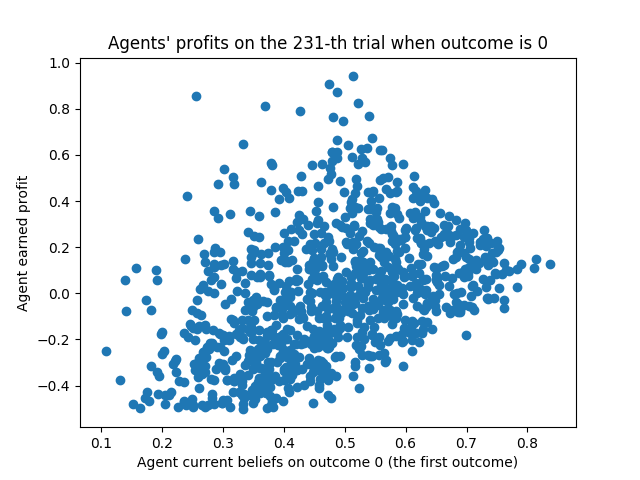 Agents' profits on the 231-th trial when outcome is 0
1.0
0.8
0.6
0.4
0.2
0.0
−0.2
−0.4
Agent earned profit
0.1 0.2 0.3 0.4 0.5 0.6 0.7 0.8
Agent current beliefs on outcome 0 (the first outcome)